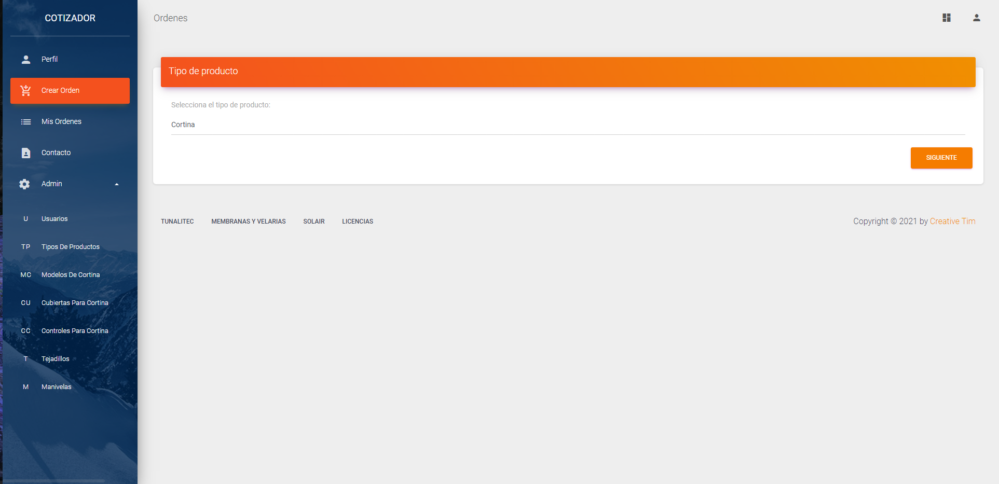 COTIZADOR
Perfil
Crear Orden
Mis Ordenes
Contacto
Admin
U Usuarios
TP Tipos De Productos
MC Modelos De Cortina
CU Cubiertas Para Cortina
CC Controles Para Cortina
T Tejadillos
M Manivelas
Ordenes
Tipo de producto
Selecciona el tipo de producto:
Cortina
SIGUIENTE
TUNALITEC MEMBRANAS Y VELARIAS SOLAIR LICENCIAS
Copyright © 2021 by Creative Tim